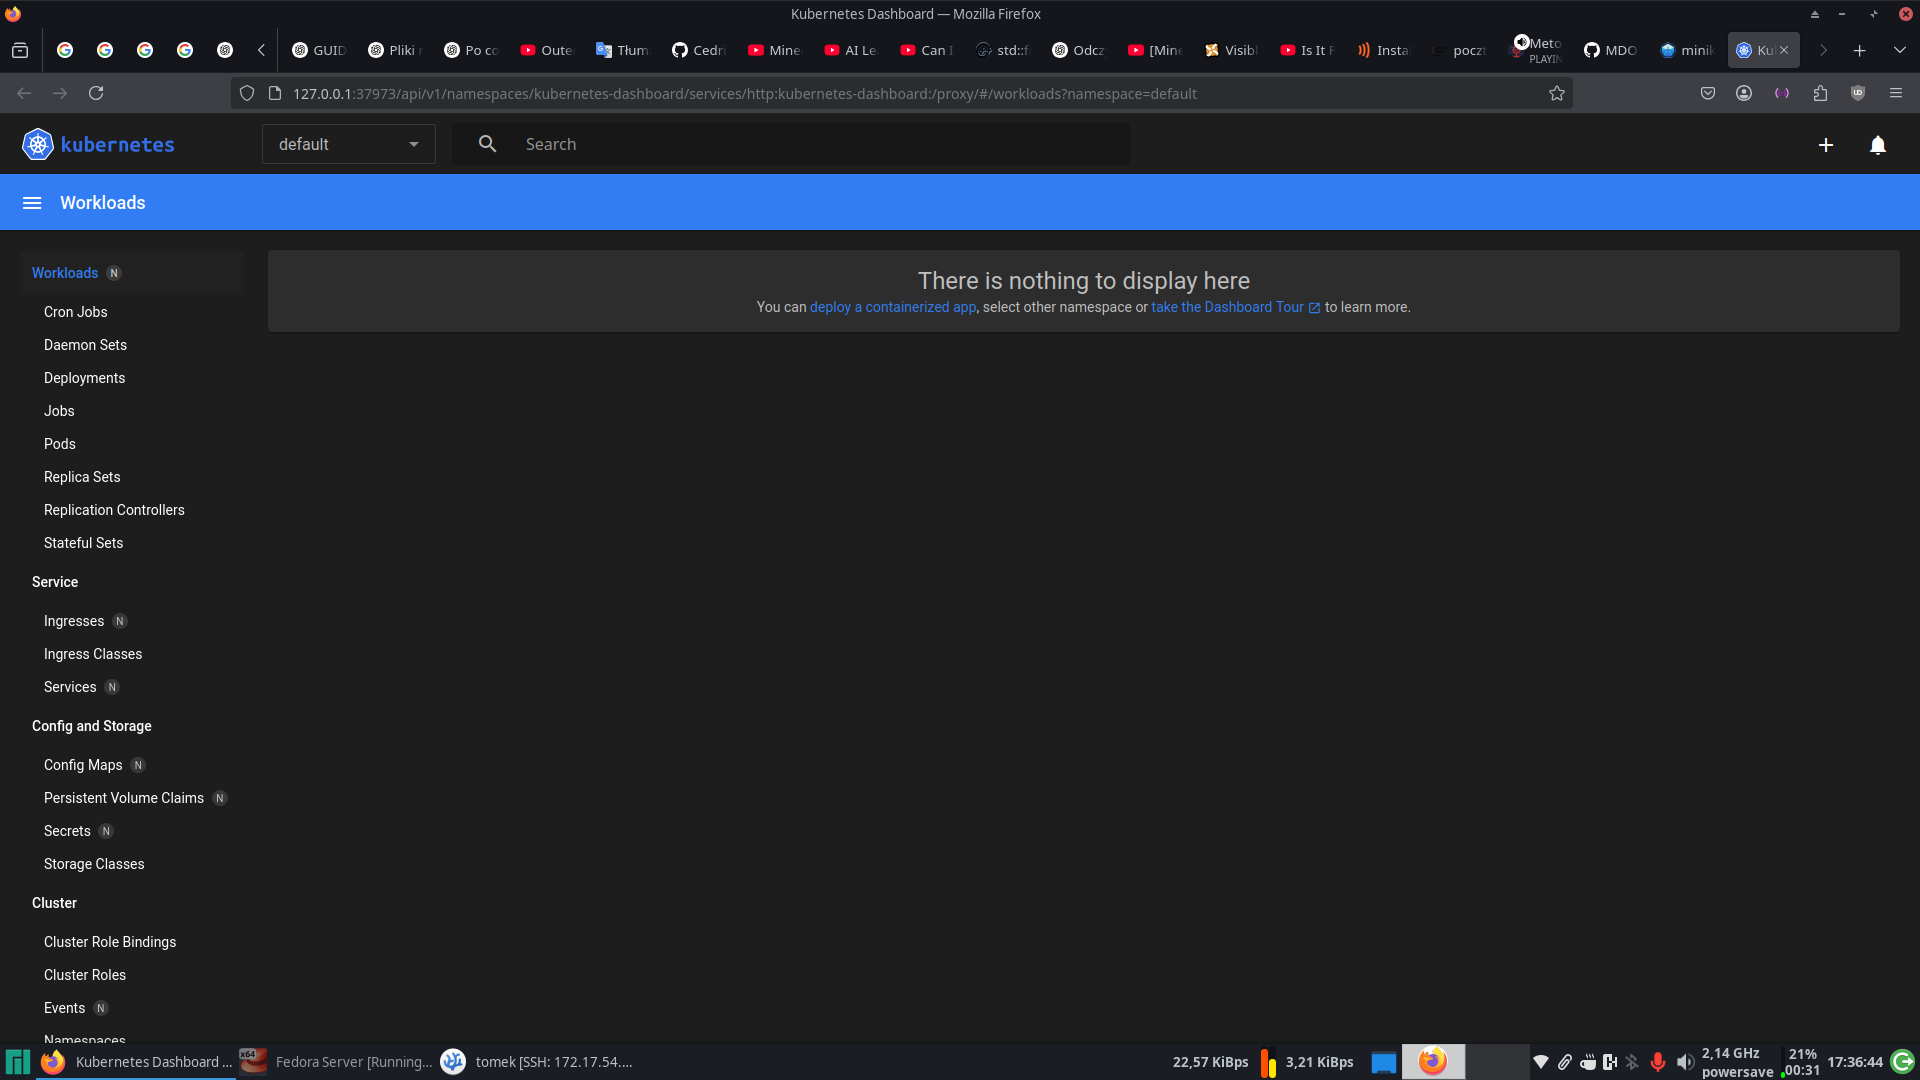 Kubernetes Dashboard — Mozilla Firefox
GUID Pliki Po co Oute Tłum Cedri Mine AI Le Can I std::fi Odcz [Mine Visibl Is It F Insta poczt Meto MDO minik Ku
PLAYIN
127.0.0.1:37973/api/v1/namespaces/kubernetes-dashboard/services/http:kubernetes-dashboard:/proxy/#/workloads?namespace=default
kubernetes default Search
Workloads
Workloads N
Cron Jobs
Daemon Sets
Deployments
Jobs
Pods
Replica Sets
Replication Controllers
Stateful Sets
Service
Ingresses N
Ingress Classes
Services N
Config and Storage
Config Maps N
Persistent Volume Claims N
Secrets N
Storage Classes
Cluster
Cluster Role Bindings
Cluster Roles
Events N
Namespaces
There is nothing to display here
You can deploy a containerized app, select other namespace or take the Dashboard Tour to learn more.
Kubernetes Dashboard ... x64 Fedora Server [Running... tomek [SSH: 172.17.54.... 22,57 KiBps 3,21 KiBps 2,14 GHz 21% 17:36:44
powersave 00:31